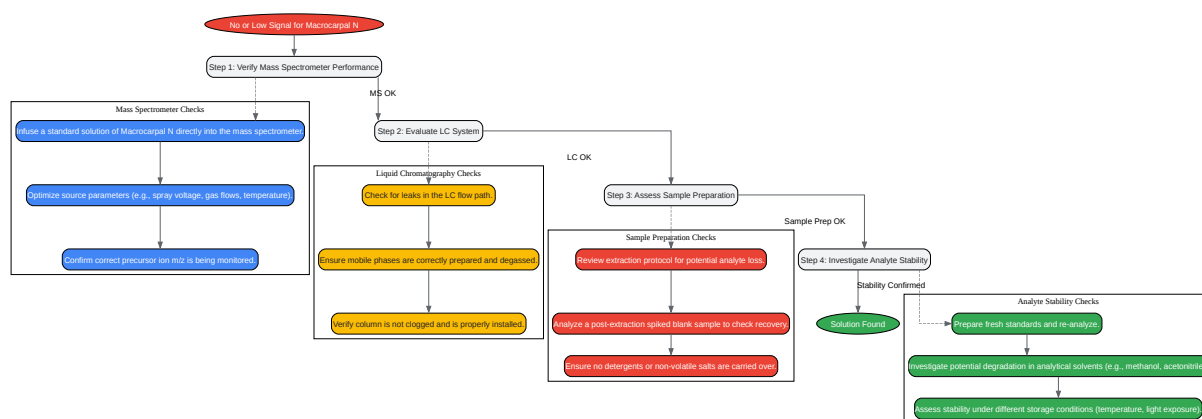 No or Low Signal for Macrocarpal N
Step 1: Verify Mass Spectrometer Performance
MS OK
Mass Spectrometer Checks
Infuse a standard solution of Macrocarpal N directly into the mass spectrometer.
Optimize source parameters (e.g., spray voltage, gas flows, temperature).
Confirm correct precursor ion m/z is being monitored.
Step 2: Evaluate LC System
LC OK
Liquid Chromatography Checks
Check for leaks in the LC flow path.
Ensure mobile phases are correctly prepared and degassed.
Verify column is not clogged and is properly installed.
Step 3: Assess Sample Preparation
Sample Prep OK
Sample Preparation Checks
Review extraction protocol for potential analyte loss.
Analyze a post-extraction spiked blank sample to check recovery.
Ensure no detergents or non-volatile salts are carried over.
Step 4: Investigate Analyte Stability
Stability Confirmed
Solution Found
Analyte Stability Checks
Prepare fresh standards and re-analyze.
Investigate potential degradation in analytical solvents (e.g., methanol, acetonitrile
Assess stability under different storage conditions (temperature, light exposure).